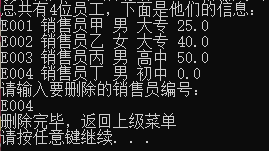 总共有4位员工，下面是他们的信息：
E001 销售员甲 男 大专 25.0
E002 销售员乙 女 大专 40.0
E003 销售员丙 男 高中 50.0
E004 销售员丁 男 初中 0.0
请输入要删除的销售员编号：
E004
删除完毕，返回上级菜单
请按任意键继续. . .